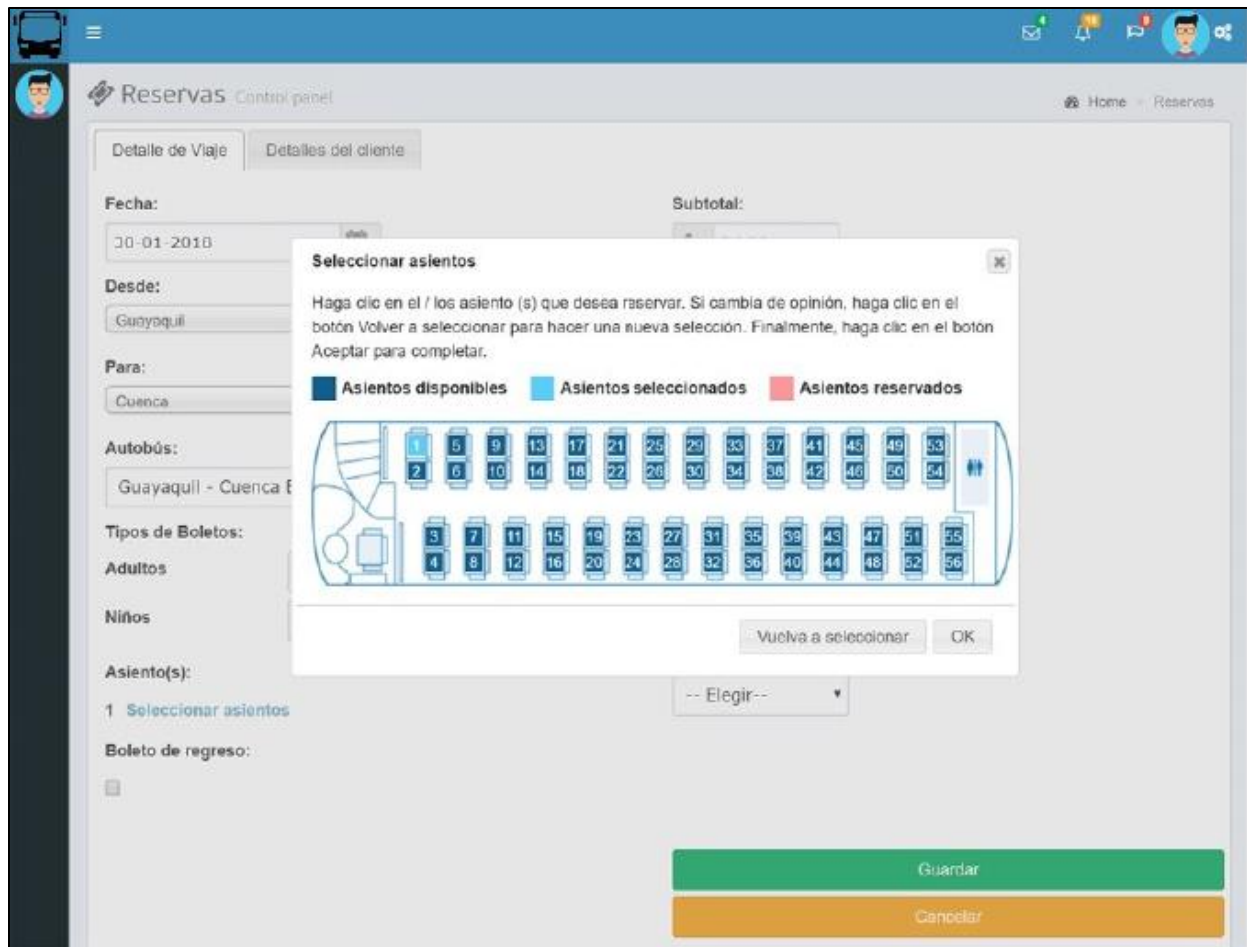 4 10 9
Reservas Control panel
Home - Reservas
Detalle de Viaje Detalles del cliente
Fecha:
30-01-2018
Subtotal:
Desde:
Guayaquil
Para:
Cuenca
Autobús:
Guayaquil - Cuenca
Tipos de Boletos:
Adultos
Niños
Asiento(s):
1 Seleccionar asientos
Boleto de regreso:
Seleccionar asientos
Haga clic en el / los asiento (s) que desea reservar. Si cambia de opinión, haga clic en el
botón Volver a seleccionar para hacer una nueva selección. Finalmente, haga clic en el botón
Aceptar para completar.
Asientos disponibles Asientos seleccionados Asientos reservados
1 5 9 13 17 21 25 29 33 37 41 45 49 53
2 6 10 14 18 22 26 30 34 38 42 46 50 54
3 7 11 15 19 23 27 31 35 39 43 47 51 55
4 8 12 16 20 24 28 32 36 40 44 48 52 56
Vuelva a seleccionar OK
-- Elegir--
Guardar
Cancelar